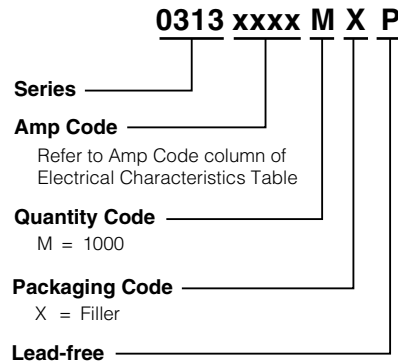 0313 xxxx M X P
Series
Amp Code
Refer to Amp Code column of
Electrical Characteristics Table
Quantity Code
M = 1000
Packaging Code
X = Filler
Lead-free